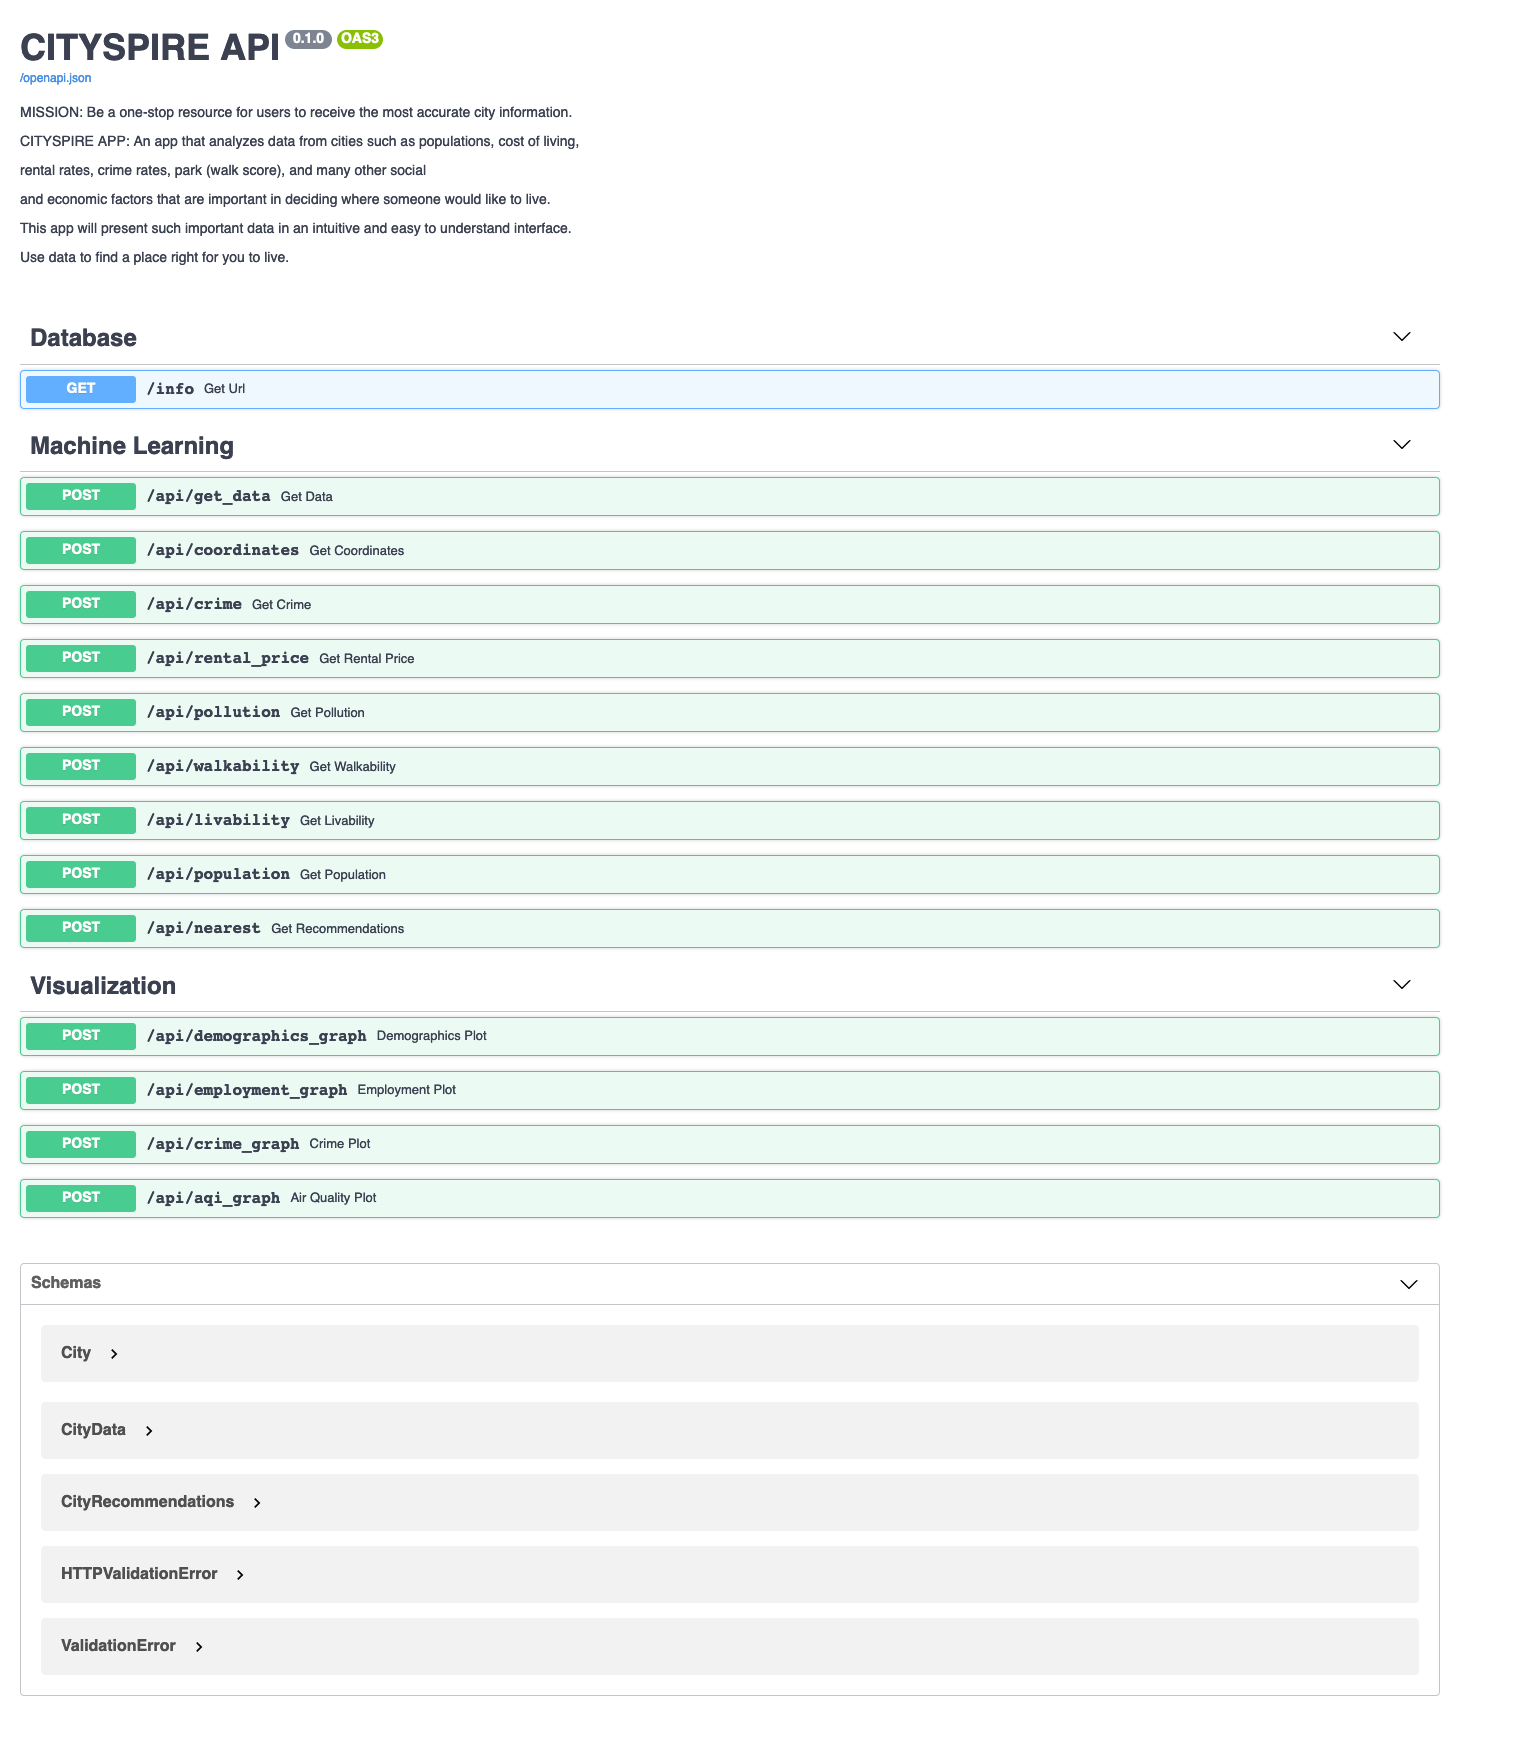 CITYSPIRE API 0.1.0 OAS3
/openapi.json
MISSION: Be a one-stop resource for users to receive the most accurate city information.
CITYSPIRE APP: An app that analyzes data from cities such as populations, cost of living,
rental rates, crime rates, park (walk score), and many other social
and economic factors that are important in deciding where someone would like to live.
This app will present such important data in an intuitive and easy to understand interface.
Use data to find a place right for you to live.
Database
GET /info Get Url
Machine Learning
POST /api/get_data Get Data
POST /api/coordinates Get Coordinates
POST /api/crime Get Crime
POST /api/rental_price Get Rental Price
POST /api/pollution Get Pollution
POST /api/walkability Get Walkability
POST /api/livability Get Livability
POST /api/population Get Population
POST /api/nearest Get Recommendations
Visualization
POST /api/demographics_graph Demographics Plot
POST /api/employment_graph Employment Plot
POST /api/crime_graph Crime Plot
POST /api/aqi_graph Air Quality Plot
Schemas
City
CityData
CityRecommendations
HTTPValidationError
ValidationError